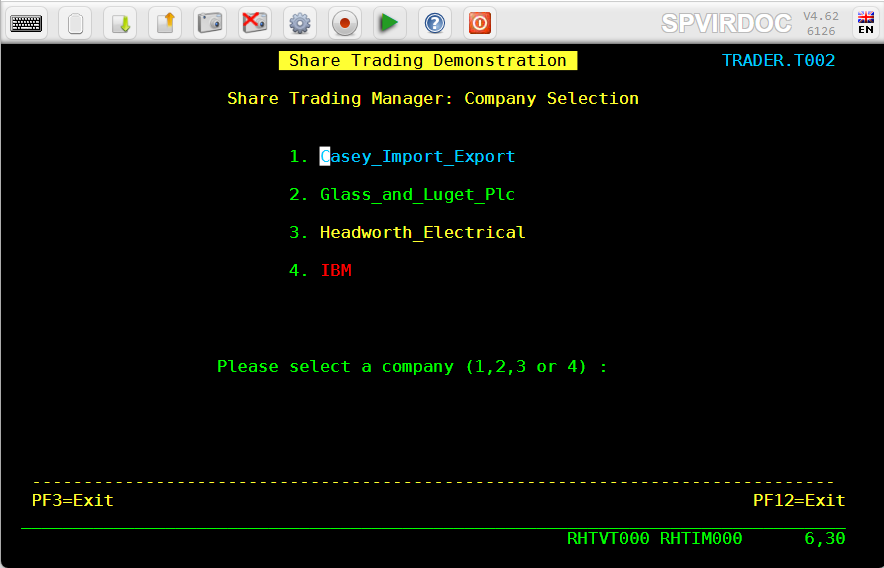 SPVIRDOC V4.62
6126 EN
Share Trading Demonstration TRADER.T002
Share Trading Manager: Company Selection
1. Casey_Import_Export
2. Glass_and_Luget_Plc
3. Headworth_Electrical
4. IBM
Please select a company (1,2,3 or 4) :
PF3=Exit PF12=Exit
RHTVT000 RHTIM000 6,30